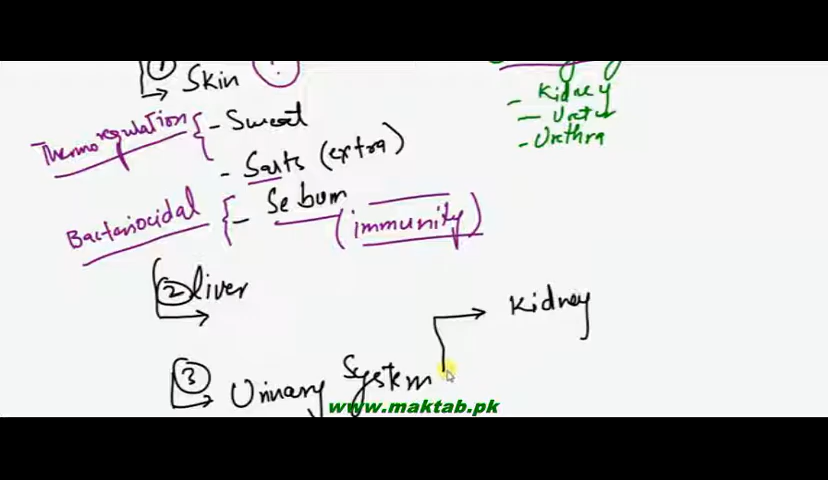 ① Skin ?
Thermoregulation { - Sweat
- Salts (extra)
Bacteriocidal { - Sebum
(immunity)
② liver
③ Urinary System → Kidney
- Kidney
- Ureter
- Urethra
www.maktab.pk